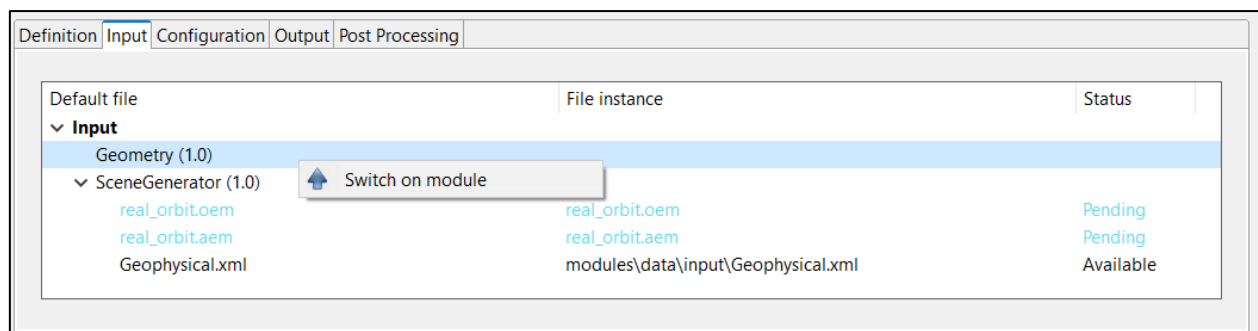 Definition Input Configuration Output Post Processing
Default file File instance Status
Input
Geometry (1.0)
Switch on module
SceneGenerator (1.0)
real_orbit.oem real_orbit.oem Pending
real_orbit.aem real_orbit.aem Pending
Geophysical.xml modules\data\input\Geophysical.xml Available